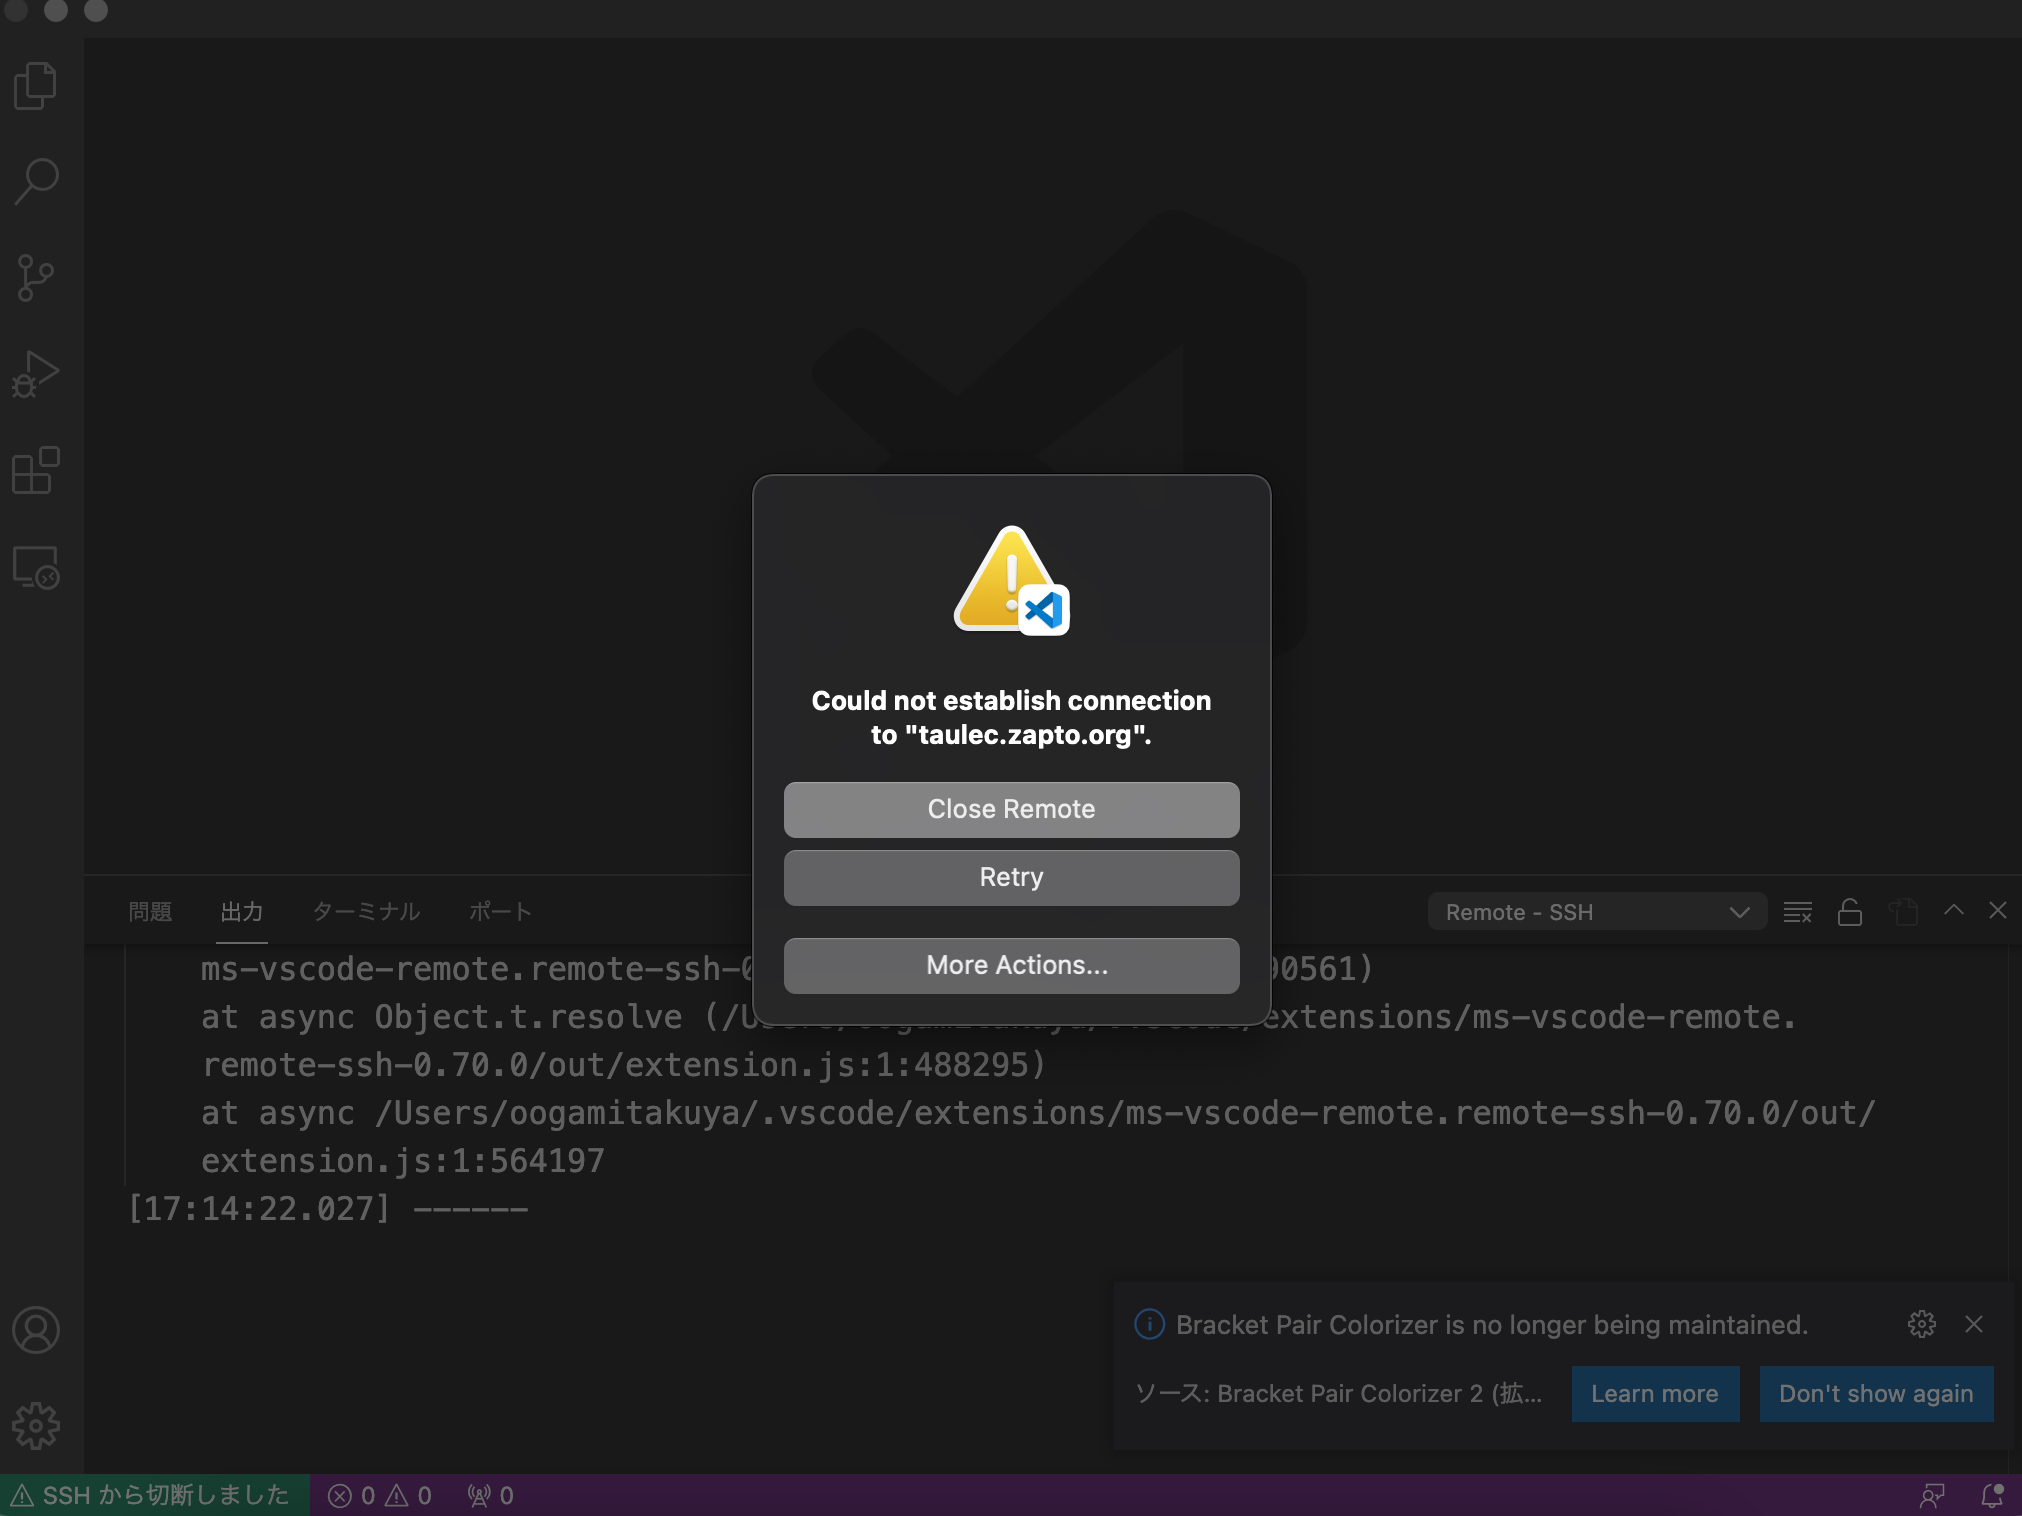 Could not establish connection
to "taulec.zapto.org".
Close Remote
Retry
More Actions...
問題 出力 ターミナル ポート
Remote - SSH
ms-vscode-remote.remote-ssh-0 90561)
at async Object.t.resolve (/Users/oogamitakuya/.vscode/extensions/ms-vscode-remote.
remote-ssh-0.70.0/out/extension.js:1:488295)
at async /Users/oogamitakuya/.vscode/extensions/ms-vscode-remote.remote-ssh-0.70.0/out/
extension.js:1:564197
[17:14:22.027] ------
Bracket Pair Colorizer is no longer being maintained.
ソース: Bracket Pair Colorizer 2 (拡...
Learn more
Don't show again
SSH から切断しました 0 0 0